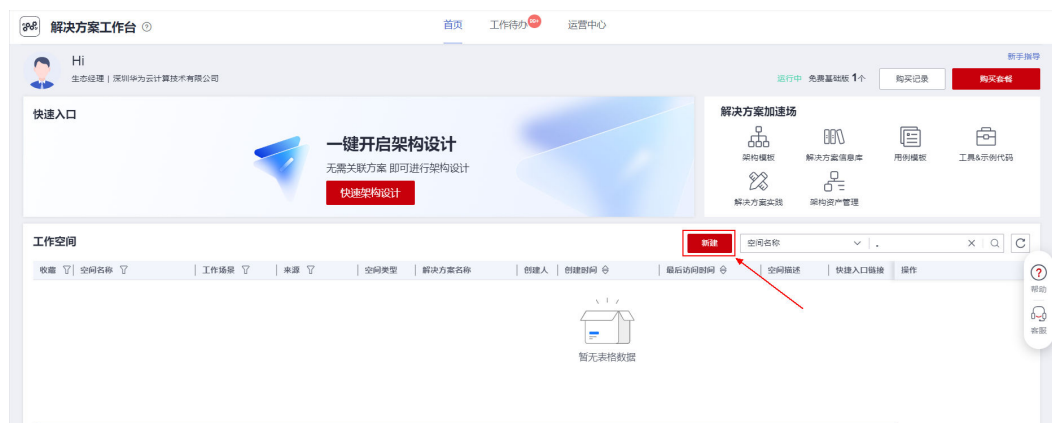 解决方案工作台
首页 工作待办 99+ 运营中心
Hi
生态经理 | 深圳华为云计算技术有限公司
新手指导
运行中 免费基础版 1个 购买记录 购买套餐
快速入口
一键开启架构设计
无需关联方案 即可进行架构设计
快速架构设计
解决方案加速场
架构模板 解决方案信息库 用例模板 工具&示例代码
解决方案实践 架构资产管理
工作空间
新建 空间名称 .
收藏 空间名称 工作场景 来源 空间类型 解决方案名称 创建人 创建时间 最后访问时间 空间描述 快捷入口链接 操作
暂无表格数据
帮助
客服